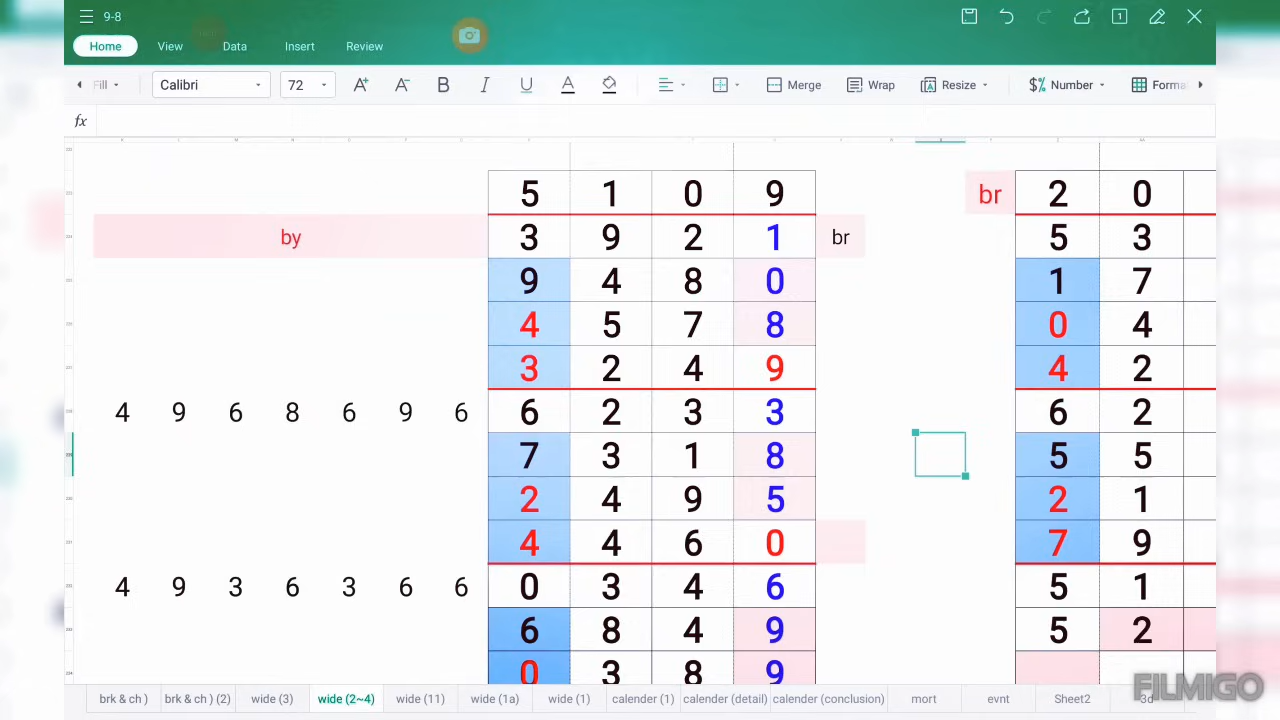 9-8
Home View Data Insert Review
Fill Calibri 72 A+ A- B I U A Merge Wrap Resize $% Number Forma
fx
5 1 0 9 br 2 0
by 3 9 2 1 br 5 3
9 4 8 0 1 7
4 5 7 8 0 4
3 2 4 9 4 2
4 9 6 8 6 9 6 6 2 3 3 6 2
7 3 1 8 5 5
2 4 9 5 2 1
4 4 6 0 7 9
4 9 3 6 3 6 6 0 3 4 6 5 1
6 8 4 9 5 2
0 3 8 9
brk & ch ) brk & ch ) (2) wide (3) wide (2~4) wide (11) wide (1a) wide (1) calender (1) calender (detail) calender (conclusion) mort evnt Sheet2 3d
FILMIGO